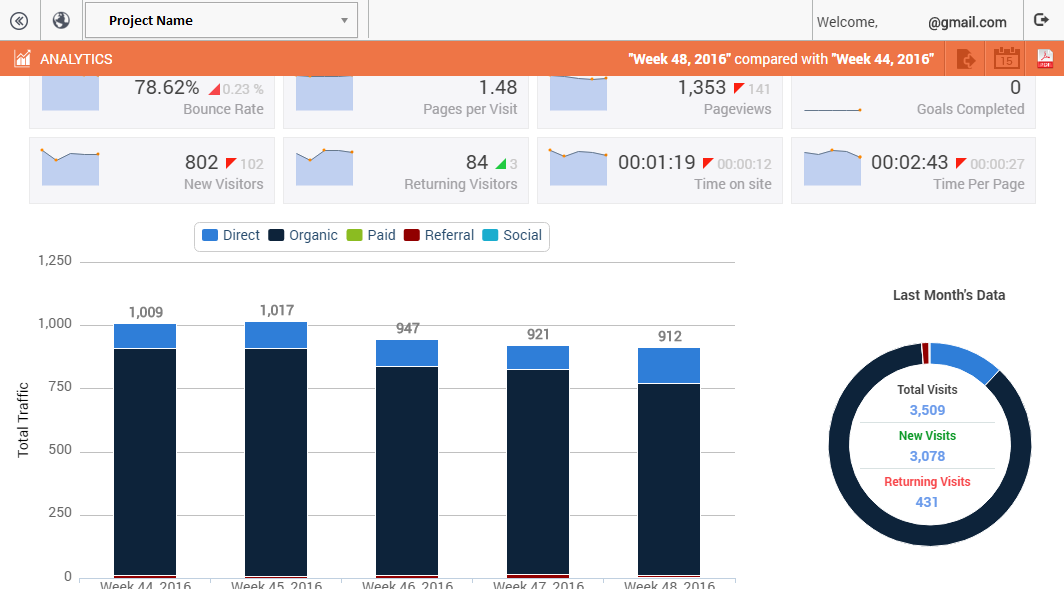 Project Name
Welcome,
@gmail.com
ANALYTICS
"Week 48, 2016" compared with "Week 44, 2016"
15
PDF
78.62% 0.23 %
Bounce Rate
1.48
Pages per Visit
1,353 141
Pageviews
0
Goals Completed
802 102
New Visitors
84 3
Returning Visitors
00:01:19 00:00:12
Time on site
00:02:43 00:00:27
Time Per Page
Direct Organic Paid Referral Social
Total Traffic
1,250
1,000
750
500
250
0
1,009
1,017
947
921
912
Week 44, 2016
Week 45, 2016
Week 46, 2016
Week 47, 2016
Week 48, 2016
Last Month's Data
Total Visits
3,509
New Visits
3,078
Returning Visits
431